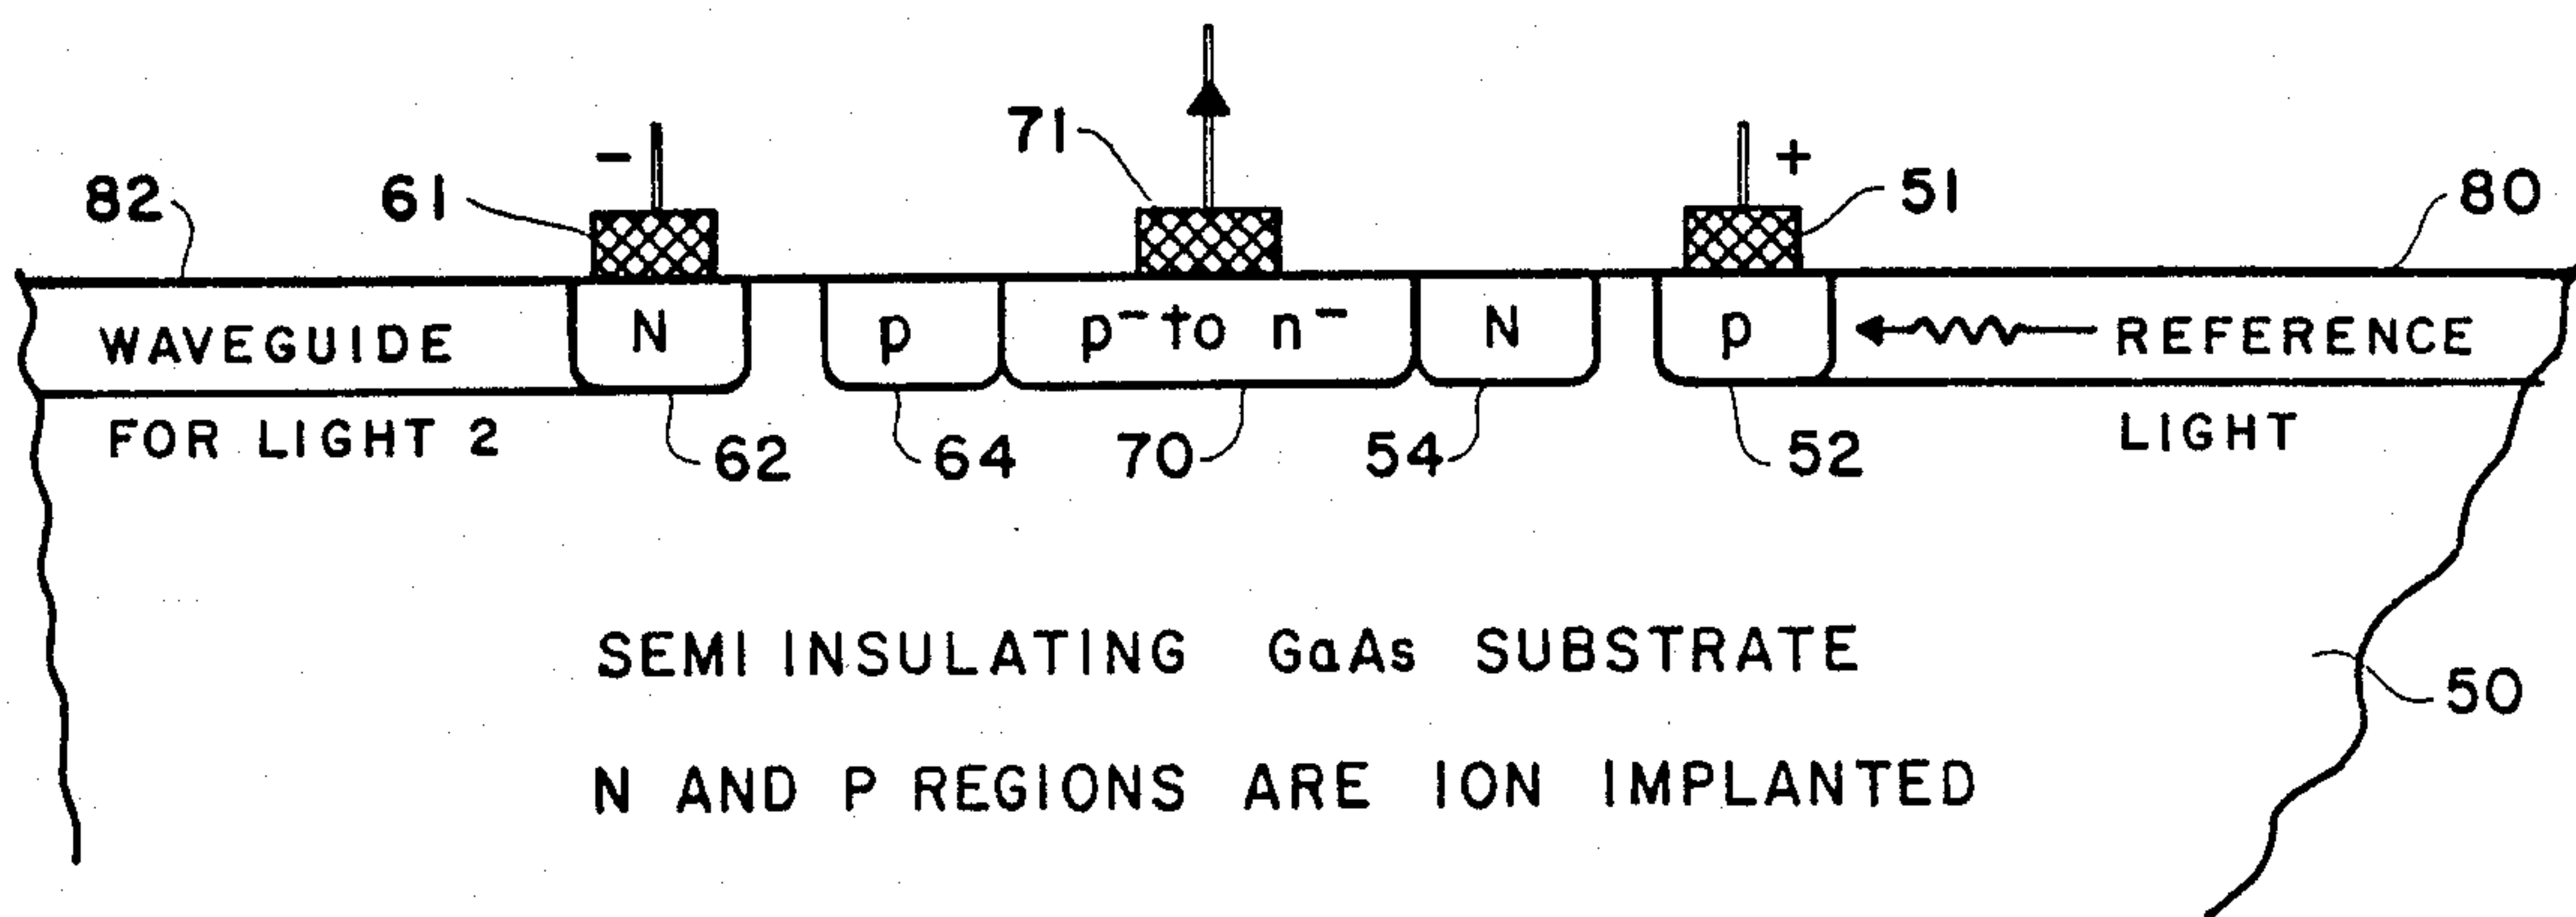 71
- +
82 61 51 80
WAVEGUIDE N p p⁻ to n⁻ N p REFERENCE
FOR LIGHT 2 62 64 70 54 52 LIGHT
SEMI INSULATING GaAs SUBSTRATE
50
N AND P REGIONS ARE ION IMPLANTED